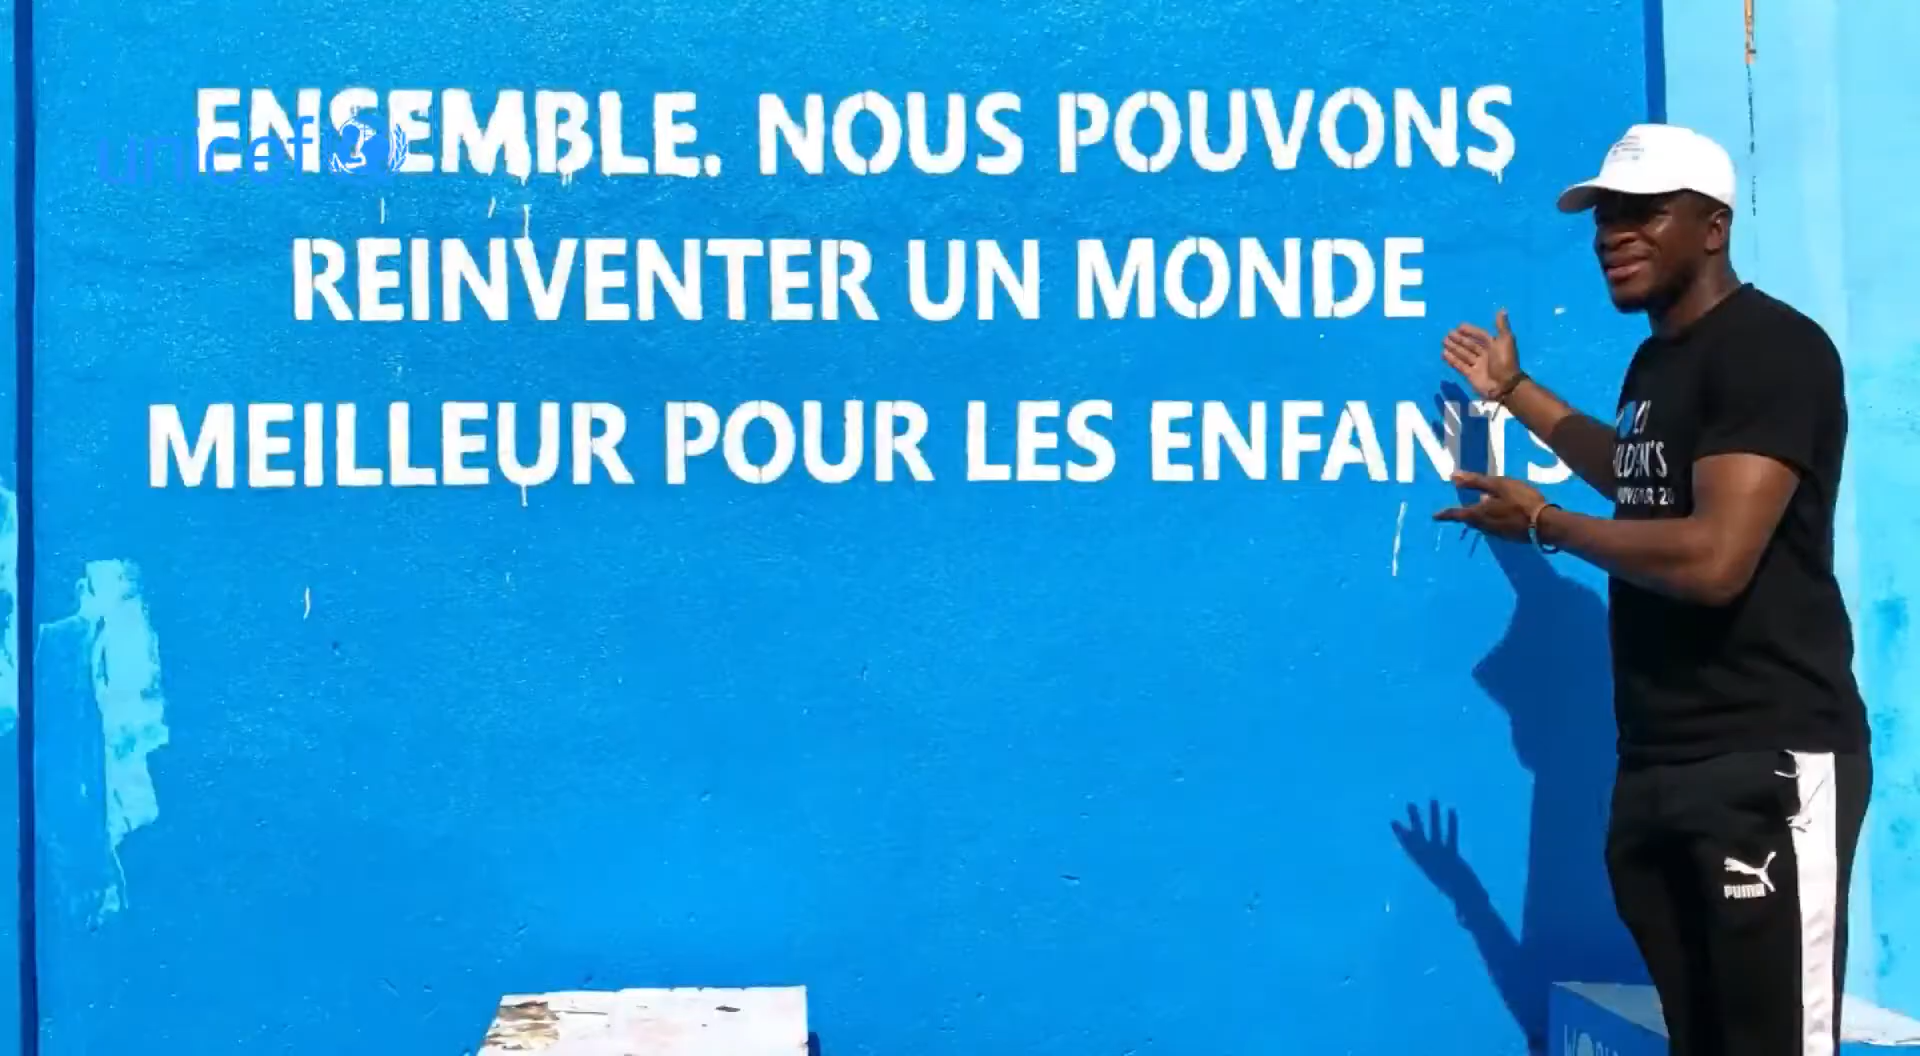 ENSEMBLE. NOUS POUVONS
unicef
REINVENTER UN MONDE
MEILLEUR POUR LES ENFANTS
PUMA